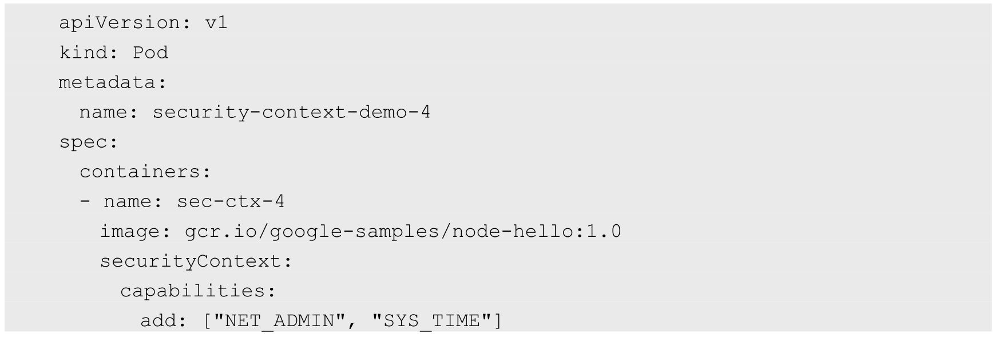 apiVersion: v1
kind: Pod
metadata:
  name: security-context-demo-4
spec:
  containers:
  - name: sec-ctx-4
    image: gcr.io/google-samples/node-hello:1.0
    securityContext:
      capabilities:
        add: ["NET_ADMIN", "SYS_TIME"]